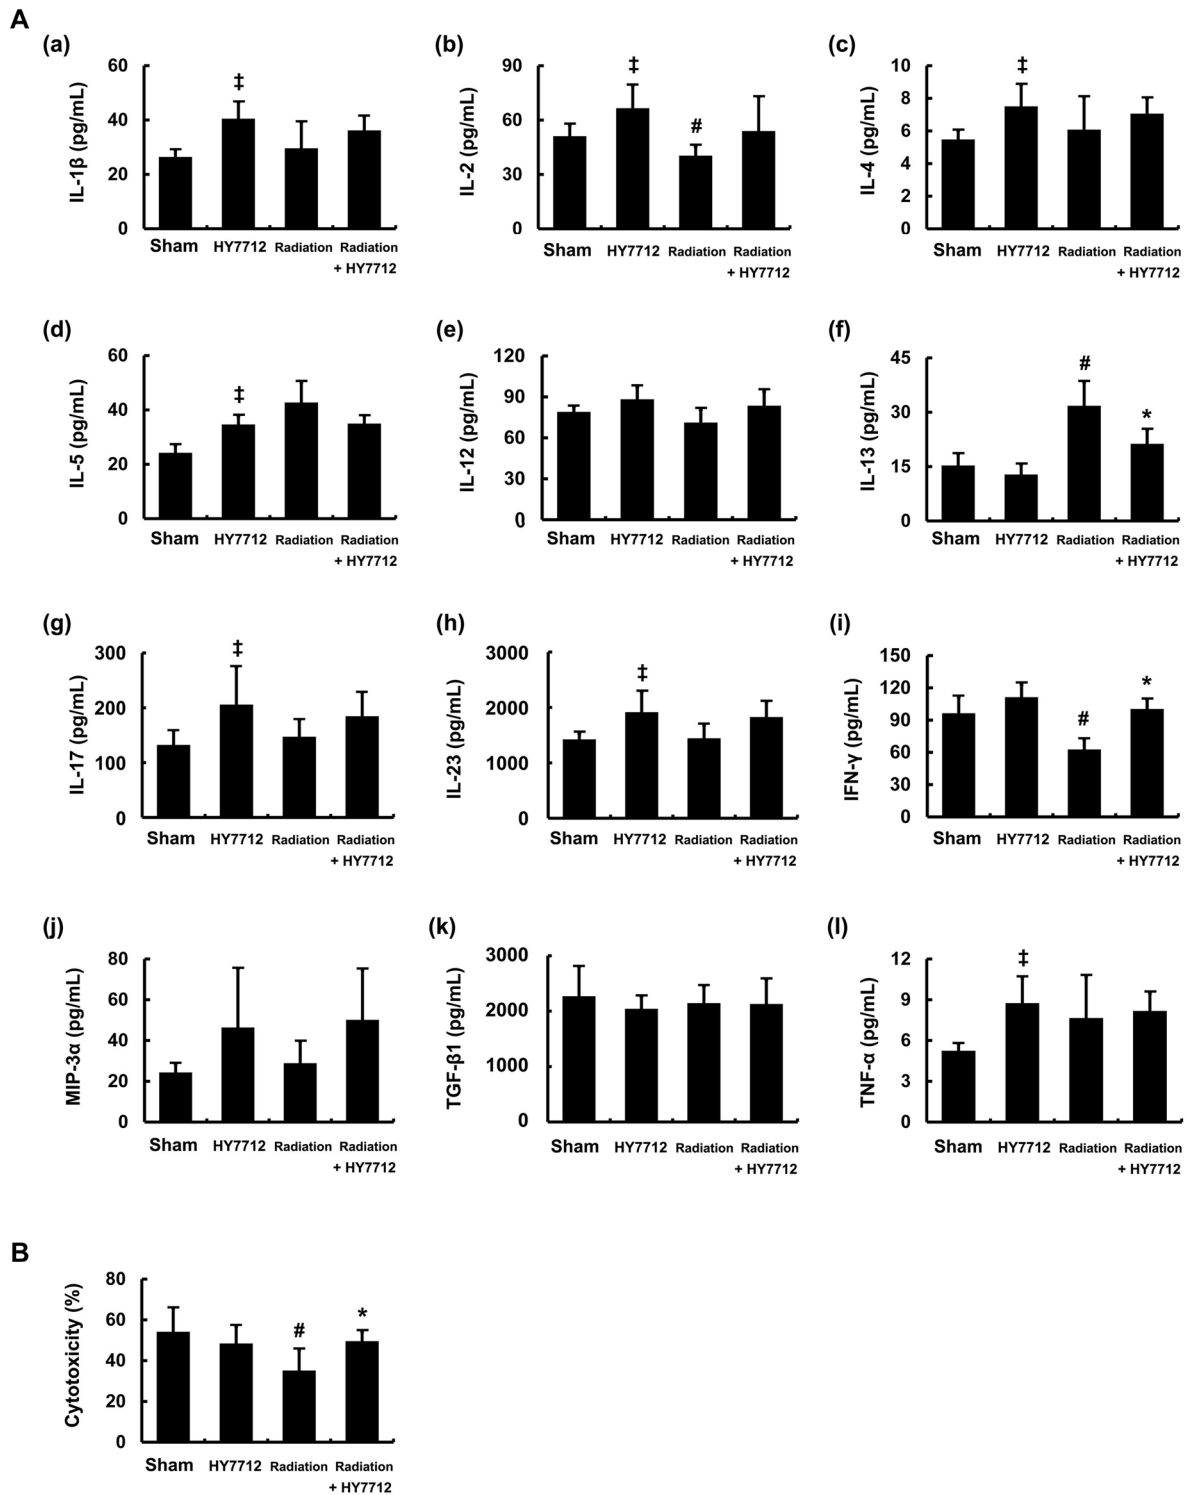 A
(a)
60
40
20
0
IL-1β (pg/mL)
‡
Sham HY7712 Radiation Radiation
+ HY7712
(b)
90
60
30
0
IL-2 (pg/mL)
‡
#
Sham HY7712 Radiation Radiation
+ HY7712
(c)
10
8
6
4
2
0
IL-4 (pg/mL)
‡
Sham HY7712 Radiation Radiation
+ HY7712
(d)
60
40
20
0
IL-5 (pg/mL)
‡
Sham HY7712 Radiation Radiation
+ HY7712
(e)
120
90
60
30
0
IL-12 (pg/mL)
Sham HY7712 Radiation Radiation
+ HY7712
(f)
45
30
15
0
IL-13 (pg/mL)
#
*
Sham HY7712 Radiation Radiation
+ HY7712
(g)
300
200
100
0
IL-17 (pg/mL)
‡
Sham HY7712 Radiation Radiation
+ HY7712
(h)
3000
2000
1000
0
IL-23 (pg/mL)
‡
Sham HY7712 Radiation Radiation
+ HY7712
(i)
150
120
90
60
30
0
IFN-γ (pg/mL)
#
*
Sham HY7712 Radiation Radiation
+ HY7712
(j)
80
60
40
20
0
MIP-3α (pg/mL)
Sham HY7712 Radiation Radiation
+ HY7712
(k)
3000
2000
1000
0
TGF-β1 (pg/mL)
Sham HY7712 Radiation Radiation
+ HY7712
(l)
12
9
6
3
0
TNF-α (pg/mL)
‡
Sham HY7712 Radiation Radiation
+ HY7712
B
80
60
40
20
0
Cytotoxicity (%)
#
*
Sham HY7712 Radiation Radiation
+ HY7712